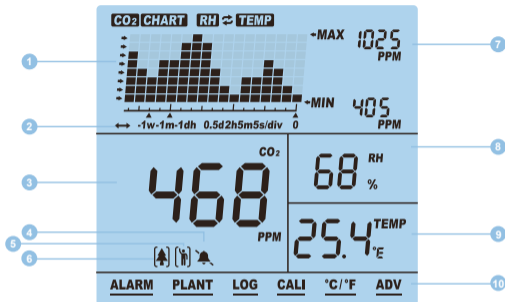 CO2 CHART RH TEMP
MAX 1025 PPM
1
7
MIN 405 PPM
2
-1w-1m-1dh 0.5d2h5m5s/div 0
CO2
8
68 RH %
3
468
PPM
4
5
6
25.4 TEMP °E
9
ALARM PLANT LOG CALI °C/°F ADV
10